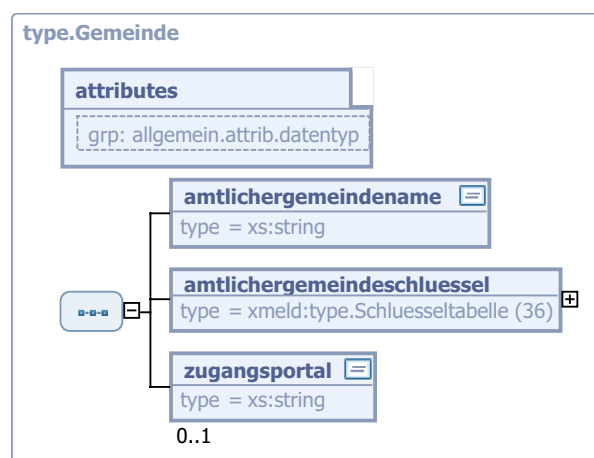 type.Gemeinde
attributes
grp: allgemein.attrib.datentyp
amtlichergemeindename
type = xs:string
amtlichergemeindeschluessel
type = xmeld:type.Schluesseltabelle (36)
zugangsportal
type = xs:string
0..1